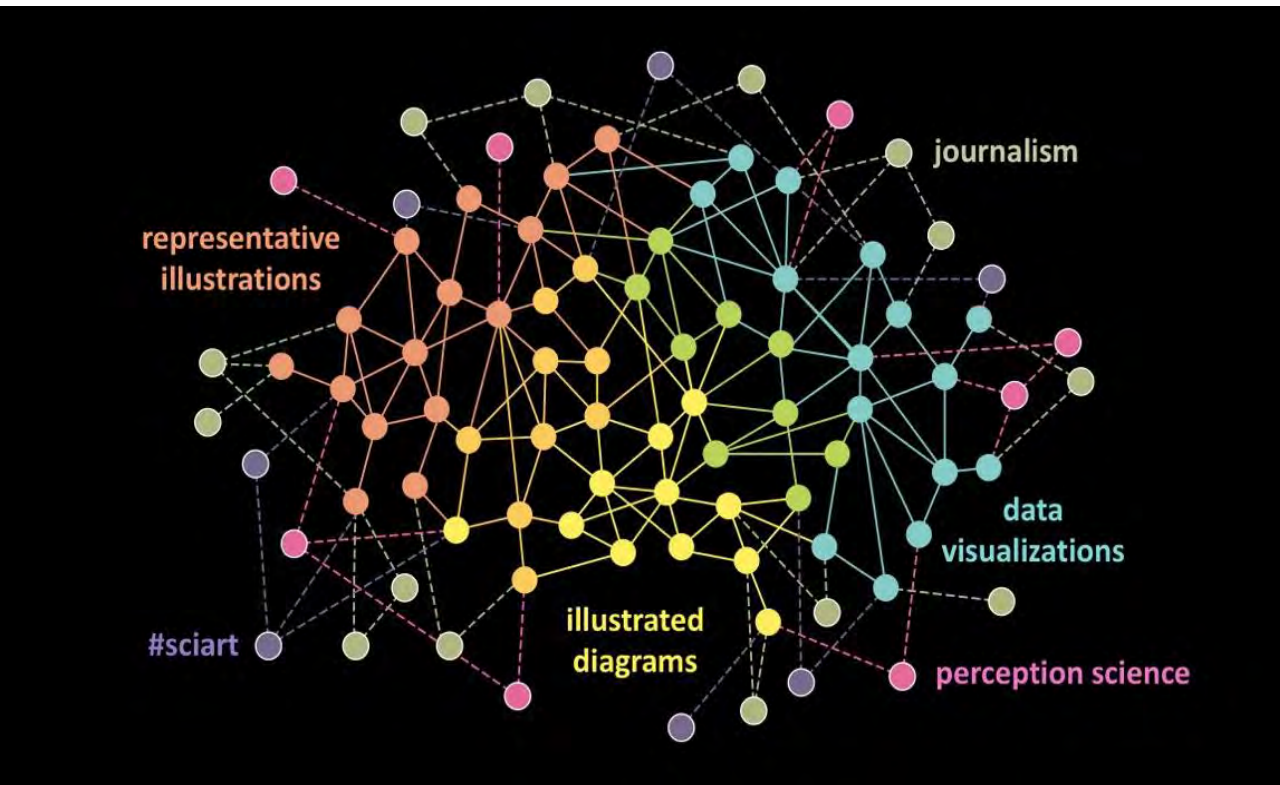 journalism
representative
illustrations
data
visualizations
illustrated
diagrams
#sciart
perception science